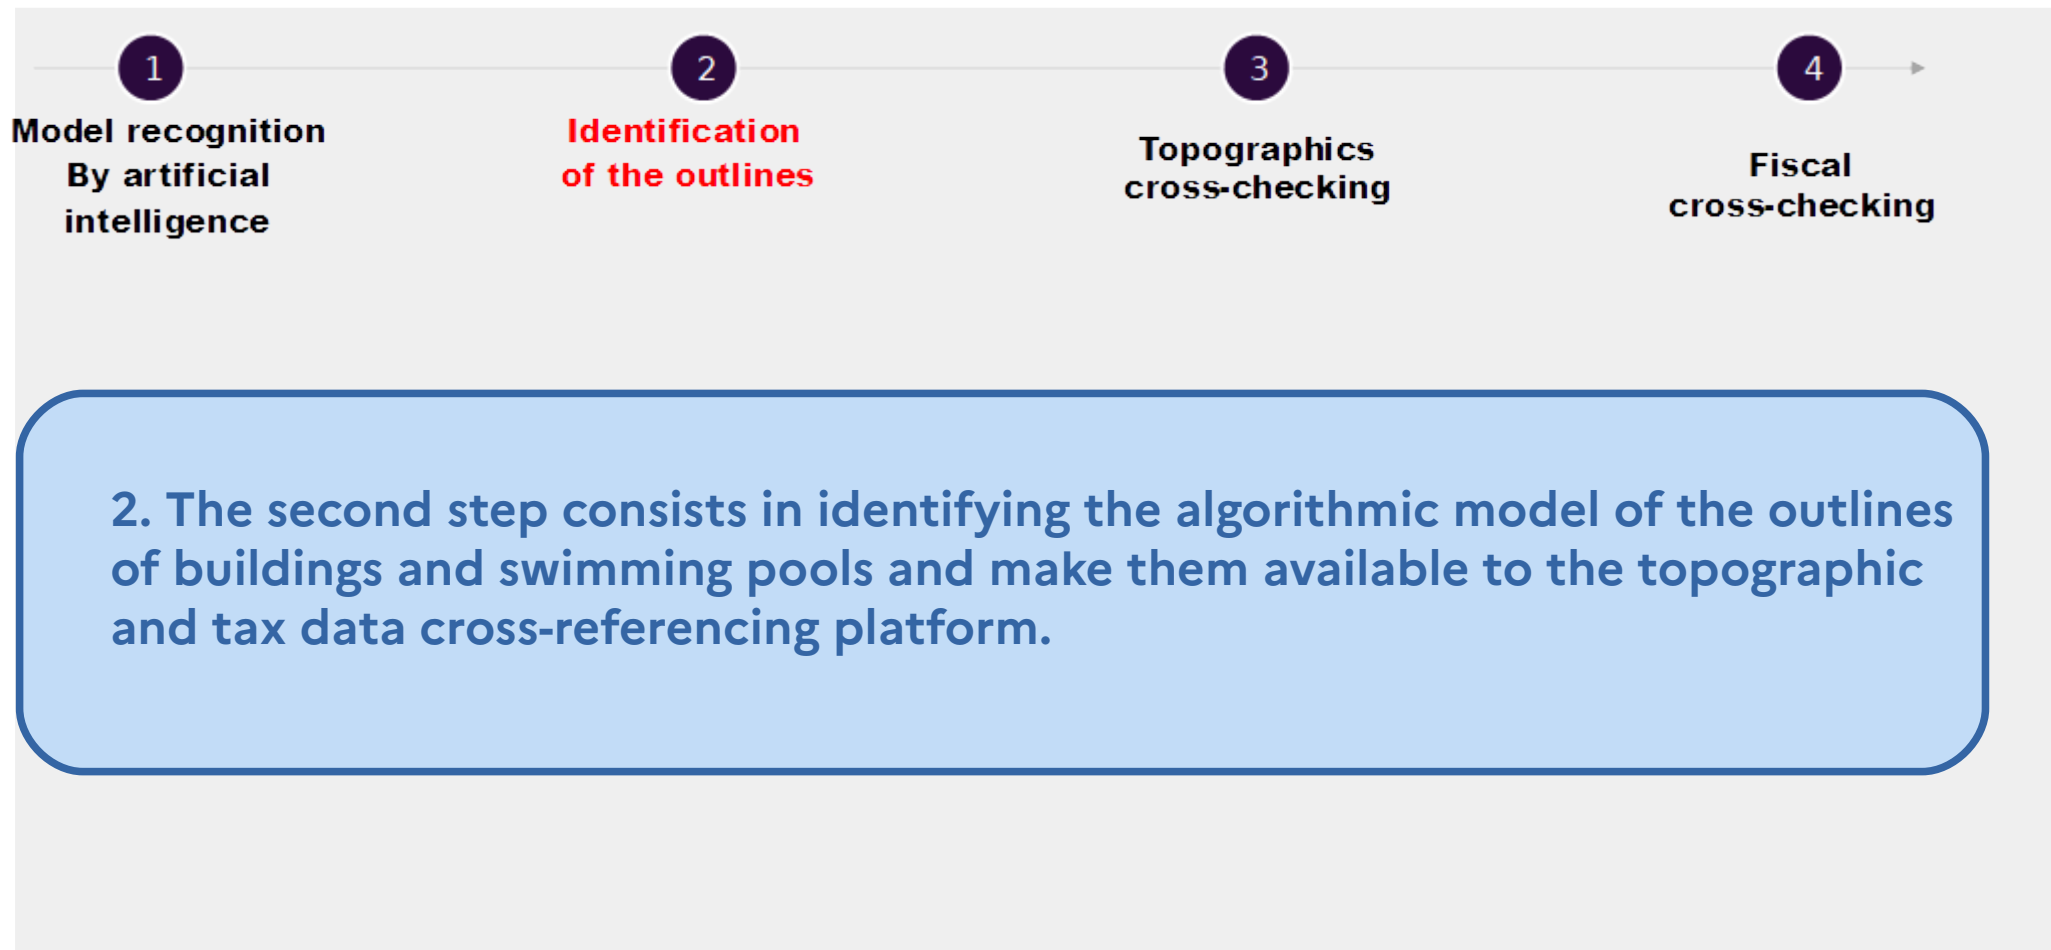 1
2
3
4
Model recognition
By artificial
intelligence
Identification
of the outlines
Topographics
cross-checking
Fiscal
cross-checking
2. The second step consists in identifying the algorithmic model of the outlines
of buildings and swimming pools and make them available to the topographic
and tax data cross-referencing platform.